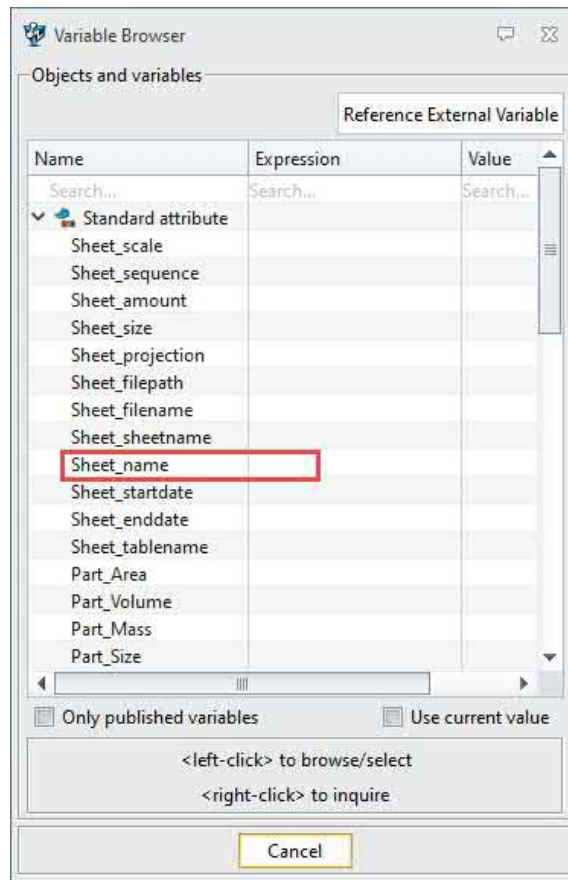 Variable Browser
Objects and variables
Reference External Variable
Name Expression Value
Search... Search... Search...
Standard attribute
Sheet_scale
Sheet_sequence
Sheet_amount
Sheet_size
Sheet_projection
Sheet_filepath
Sheet_filename
Sheet_sheetname
Sheet_name
Sheet_startdate
Sheet_enddate
Sheet_tablename
Part_Area
Part_Volume
Part_Mass
Part_Size
Only published variables Use current value
<left-click> to browse/select
<right-click> to inquire
Cancel